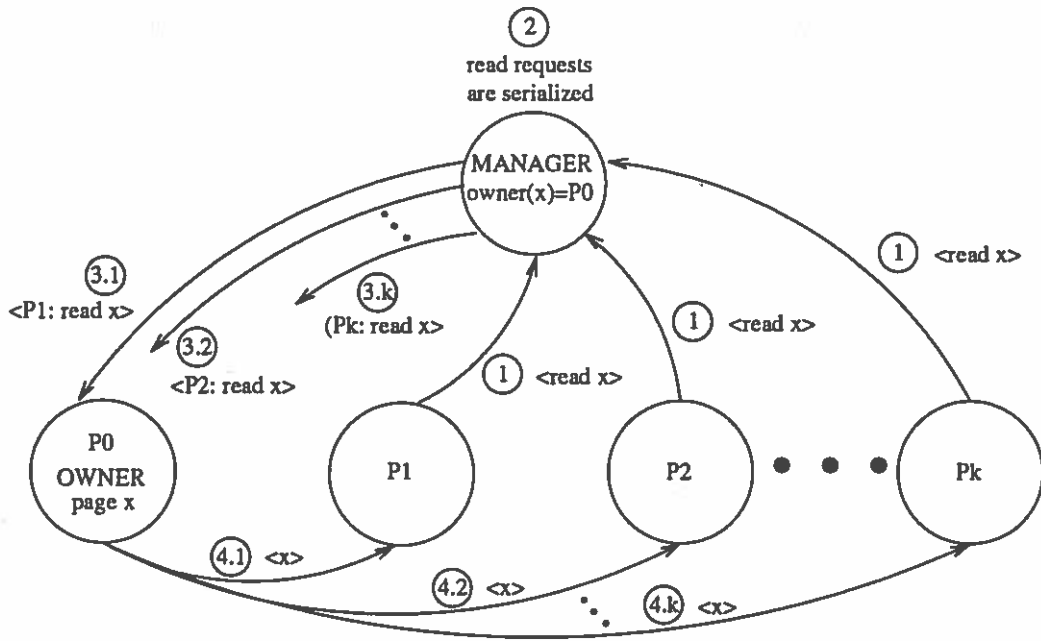 2
read requests
are serialized
MANAGER
owner(x)=P0
3.1
<P1: read x>
3.2
<P2: read x>
3.k
(Pk: read x>
1 <read x>
1 <read x>
1 <read x>
P0
OWNER
page x
P1
P2
Pk
4.1 <x>
4.2 <x>
4.k <x>